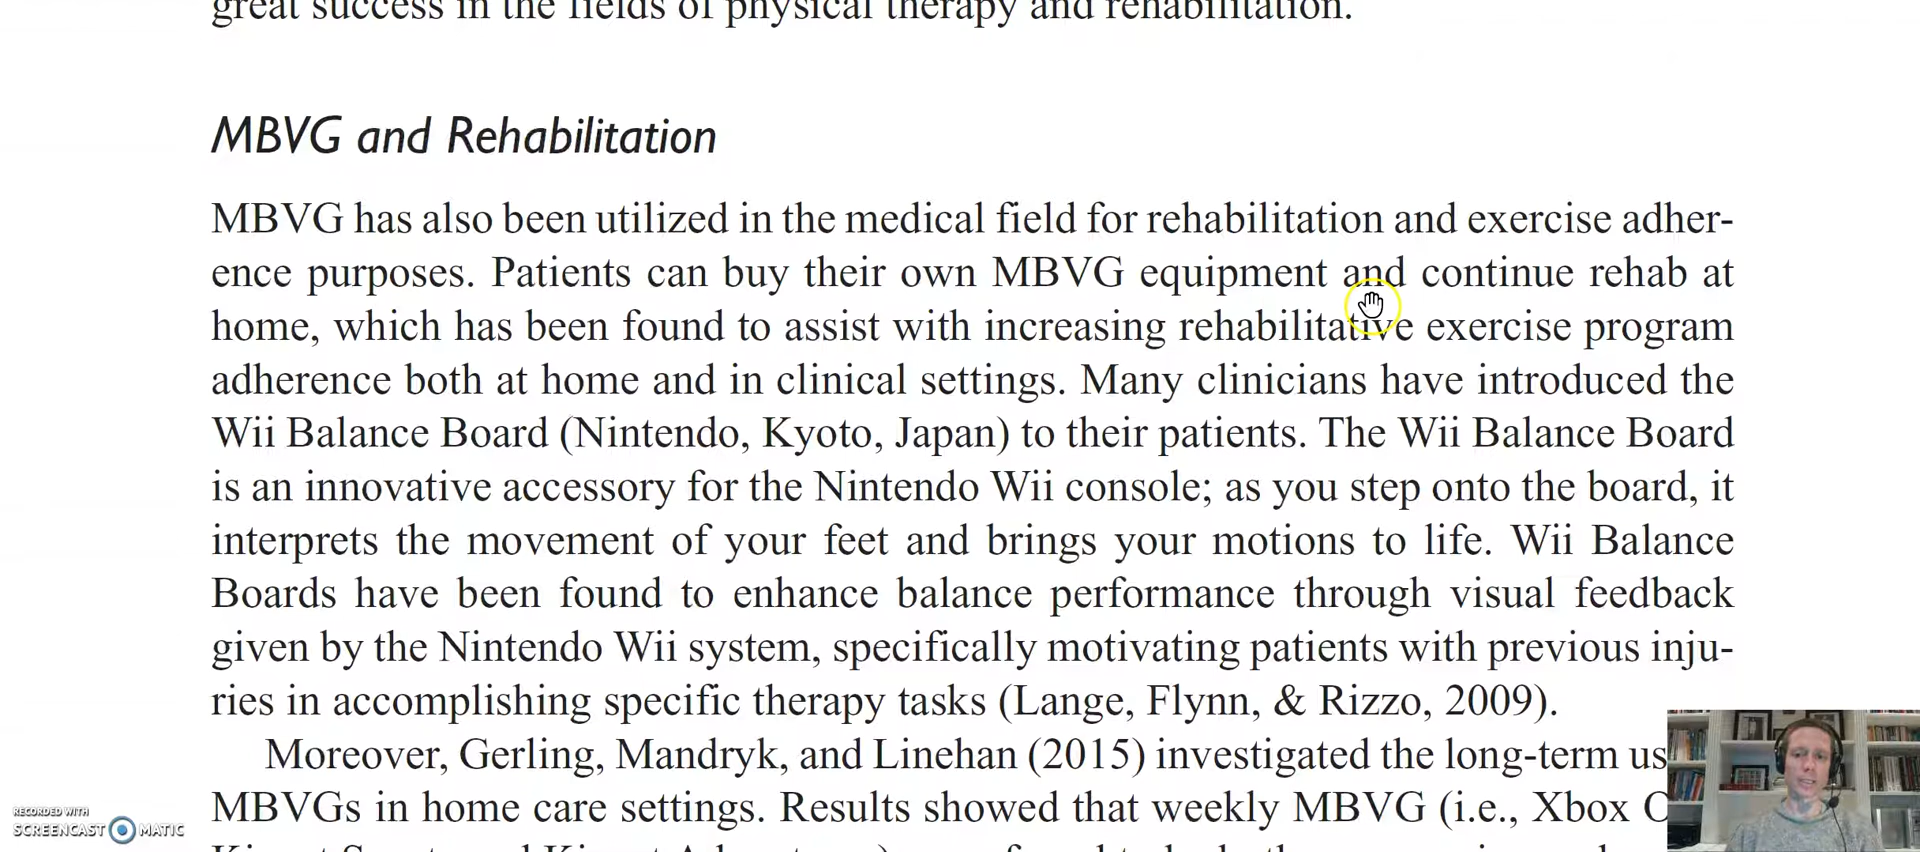 great success in the fields of physical therapy and rehabilitation.
MBVG and Rehabilitation
MBVG has also been utilized in the medical field for rehabilitation and exercise adher-
ence purposes. Patients can buy their own MBVG equipment and continue rehab at
home, which has been found to assist with increasing rehabilitative exercise program
adherence both at home and in clinical settings. Many clinicians have introduced the
Wii Balance Board (Nintendo, Kyoto, Japan) to their patients. The Wii Balance Board
is an innovative accessory for the Nintendo Wii console; as you step onto the board, it
interprets the movement of your feet and brings your motions to life. Wii Balance
Boards have been found to enhance balance performance through visual feedback
given by the Nintendo Wii system, specifically motivating patients with previous inju-
ries in accomplishing specific therapy tasks (Lange, Flynn, & Rizzo, 2009).
Moreover, Gerling, Mandryk, and Linehan (2015) investigated the long-term us
MBVGs in home care settings. Results showed that weekly MBVG (i.e., Xbox
RECORDED WITH
SCREENCAST MATIC